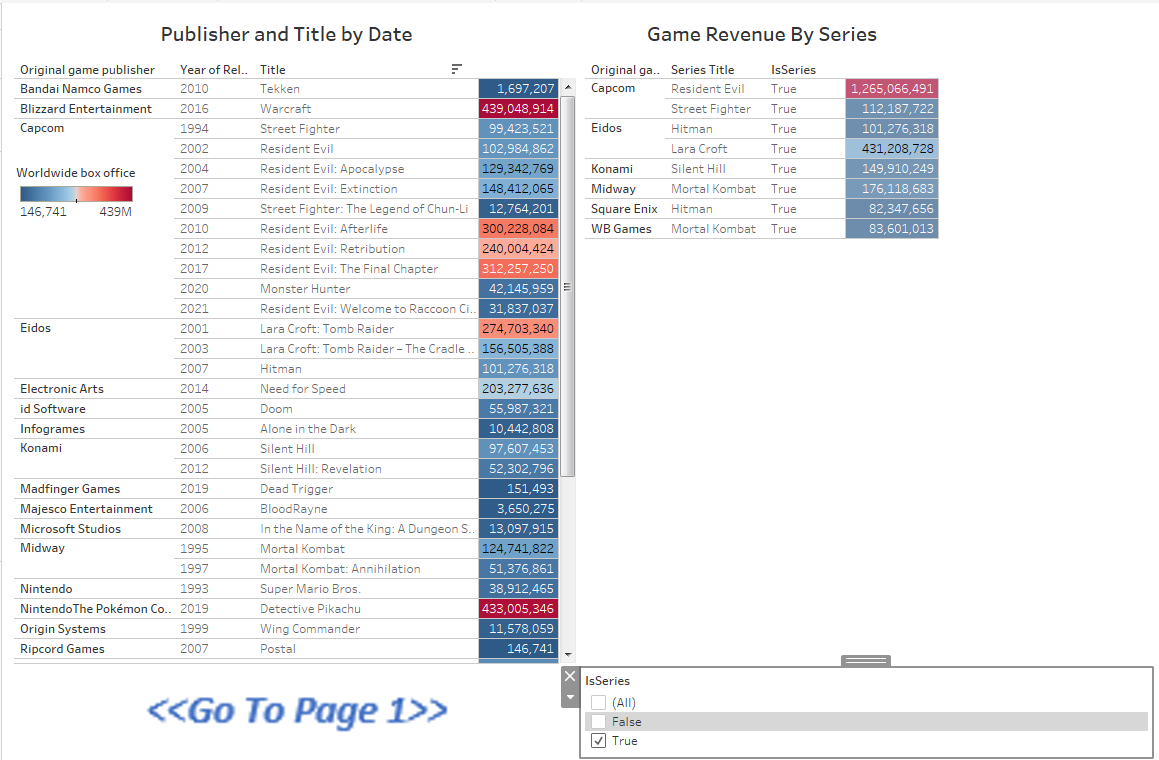 Publisher and Title by Date
Original game publisher Year of Rel.. Title
Bandai Namco Games 2010 Tekken 1,697,207
Blizzard Entertainment 2016 Warcraft 439,048,914
Capcom 1994 Street Fighter 99,423,521
2002 Resident Evil 102,984,862
2004 Resident Evil: Apocalypse 129,342,769
2007 Resident Evil: Extinction 148,412,065
2009 Street Fighter: The Legend of Chun-Li 12,764,201
2010 Resident Evil: Afterlife 300,228,084
2012 Resident Evil: Retribution 240,004,424
2017 Resident Evil: The Final Chapter 312,257,250
2020 Monster Hunter 42,145,959
2021 Resident Evil: Welcome to Raccoon Ci.. 31,837,037
Eidos 2001 Lara Croft: Tomb Raider 274,703,340
2003 Lara Croft: Tomb Raider – The Cradle .. 156,505,388
2007 Hitman 101,276,318
Electronic Arts 2014 Need for Speed 203,277,636
id Software 2005 Doom 55,987,321
Infogrames 2005 Alone in the Dark 10,442,808
Konami 2006 Silent Hill 97,607,453
2012 Silent Hill: Revelation 52,302,796
Madfinger Games 2019 Dead Trigger 151,493
Majesco Entertainment 2006 BloodRayne 3,650,275
Microsoft Studios 2008 In the Name of the King: A Dungeon S.. 13,097,915
Midway 1995 Mortal Kombat 124,741,822
1997 Mortal Kombat: Annihilation 51,376,861
Nintendo 1993 Super Mario Bros. 38,912,465
NintendoThe Pokémon Co.. 2019 Detective Pikachu 433,005,346
Origin Systems 1999 Wing Commander 11,578,059
Ripcord Games 2007 Postal 146,741
Worldwide box office
146,741 439M
<<Go To Page 1>>
Game Revenue By Series
Original ga.. Series Title IsSeries
Capcom Resident Evil True 1,265,066,491
Street Fighter True 112,187,722
Eidos Hitman True 101,276,318
Lara Croft True 431,208,728
Konami Silent Hill True 149,910,249
Midway Mortal Kombat True 176,118,683
Square Enix Hitman True 82,347,656
WB Games Mortal Kombat True 83,601,013
IsSeries
(All)
False
True